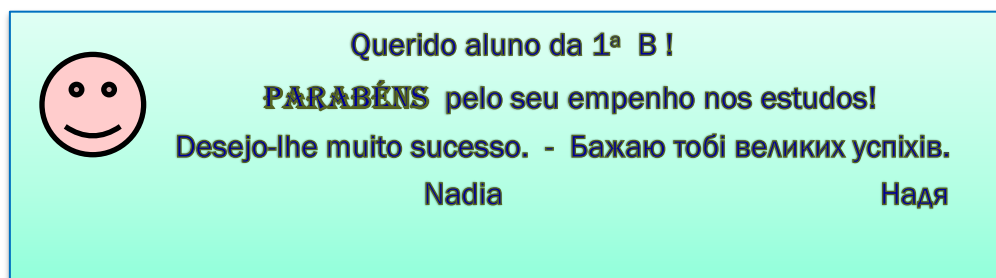 Querido aluno da 1ª B !
PARABÉNS pelo seu empenho nos estudos!
Desejo-lhe muito sucesso. - Бажаю тобі великих успіхів.
Nadia Надя